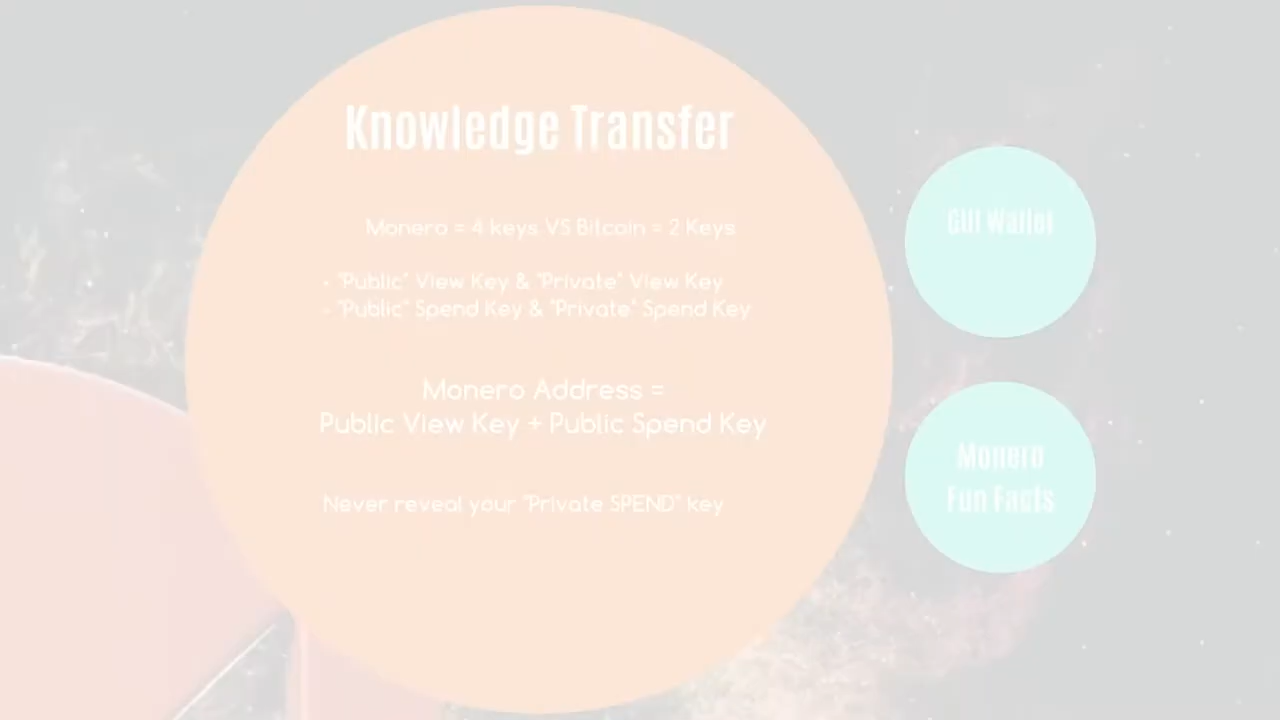 Knowledge Transfer
Monero = 4 keys VS Bitcoin = 2 Keys
- "Public" View Key & "Private" View Key
- "Public" Spend Key & "Private" Spend Key
Monero Address =
Public View Key + Public Spend Key
Never reveal your "Private SPEND" key
GUI Wallet
Monero
Fun Facts